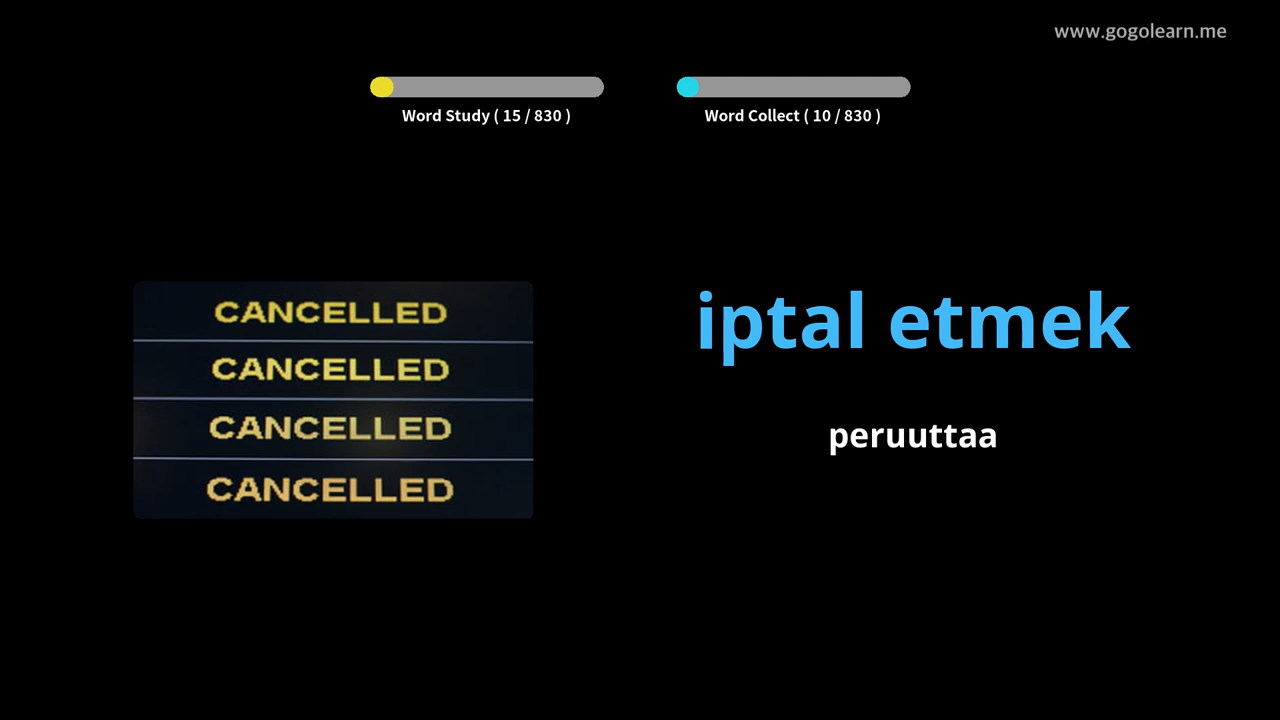 www.gogolearn.me
Word Study ( 15 / 830 )
Word Collect ( 10 / 830 )
CANCELLED
CANCELLED
CANCELLED
CANCELLED
iptal etmek
peruuttaa